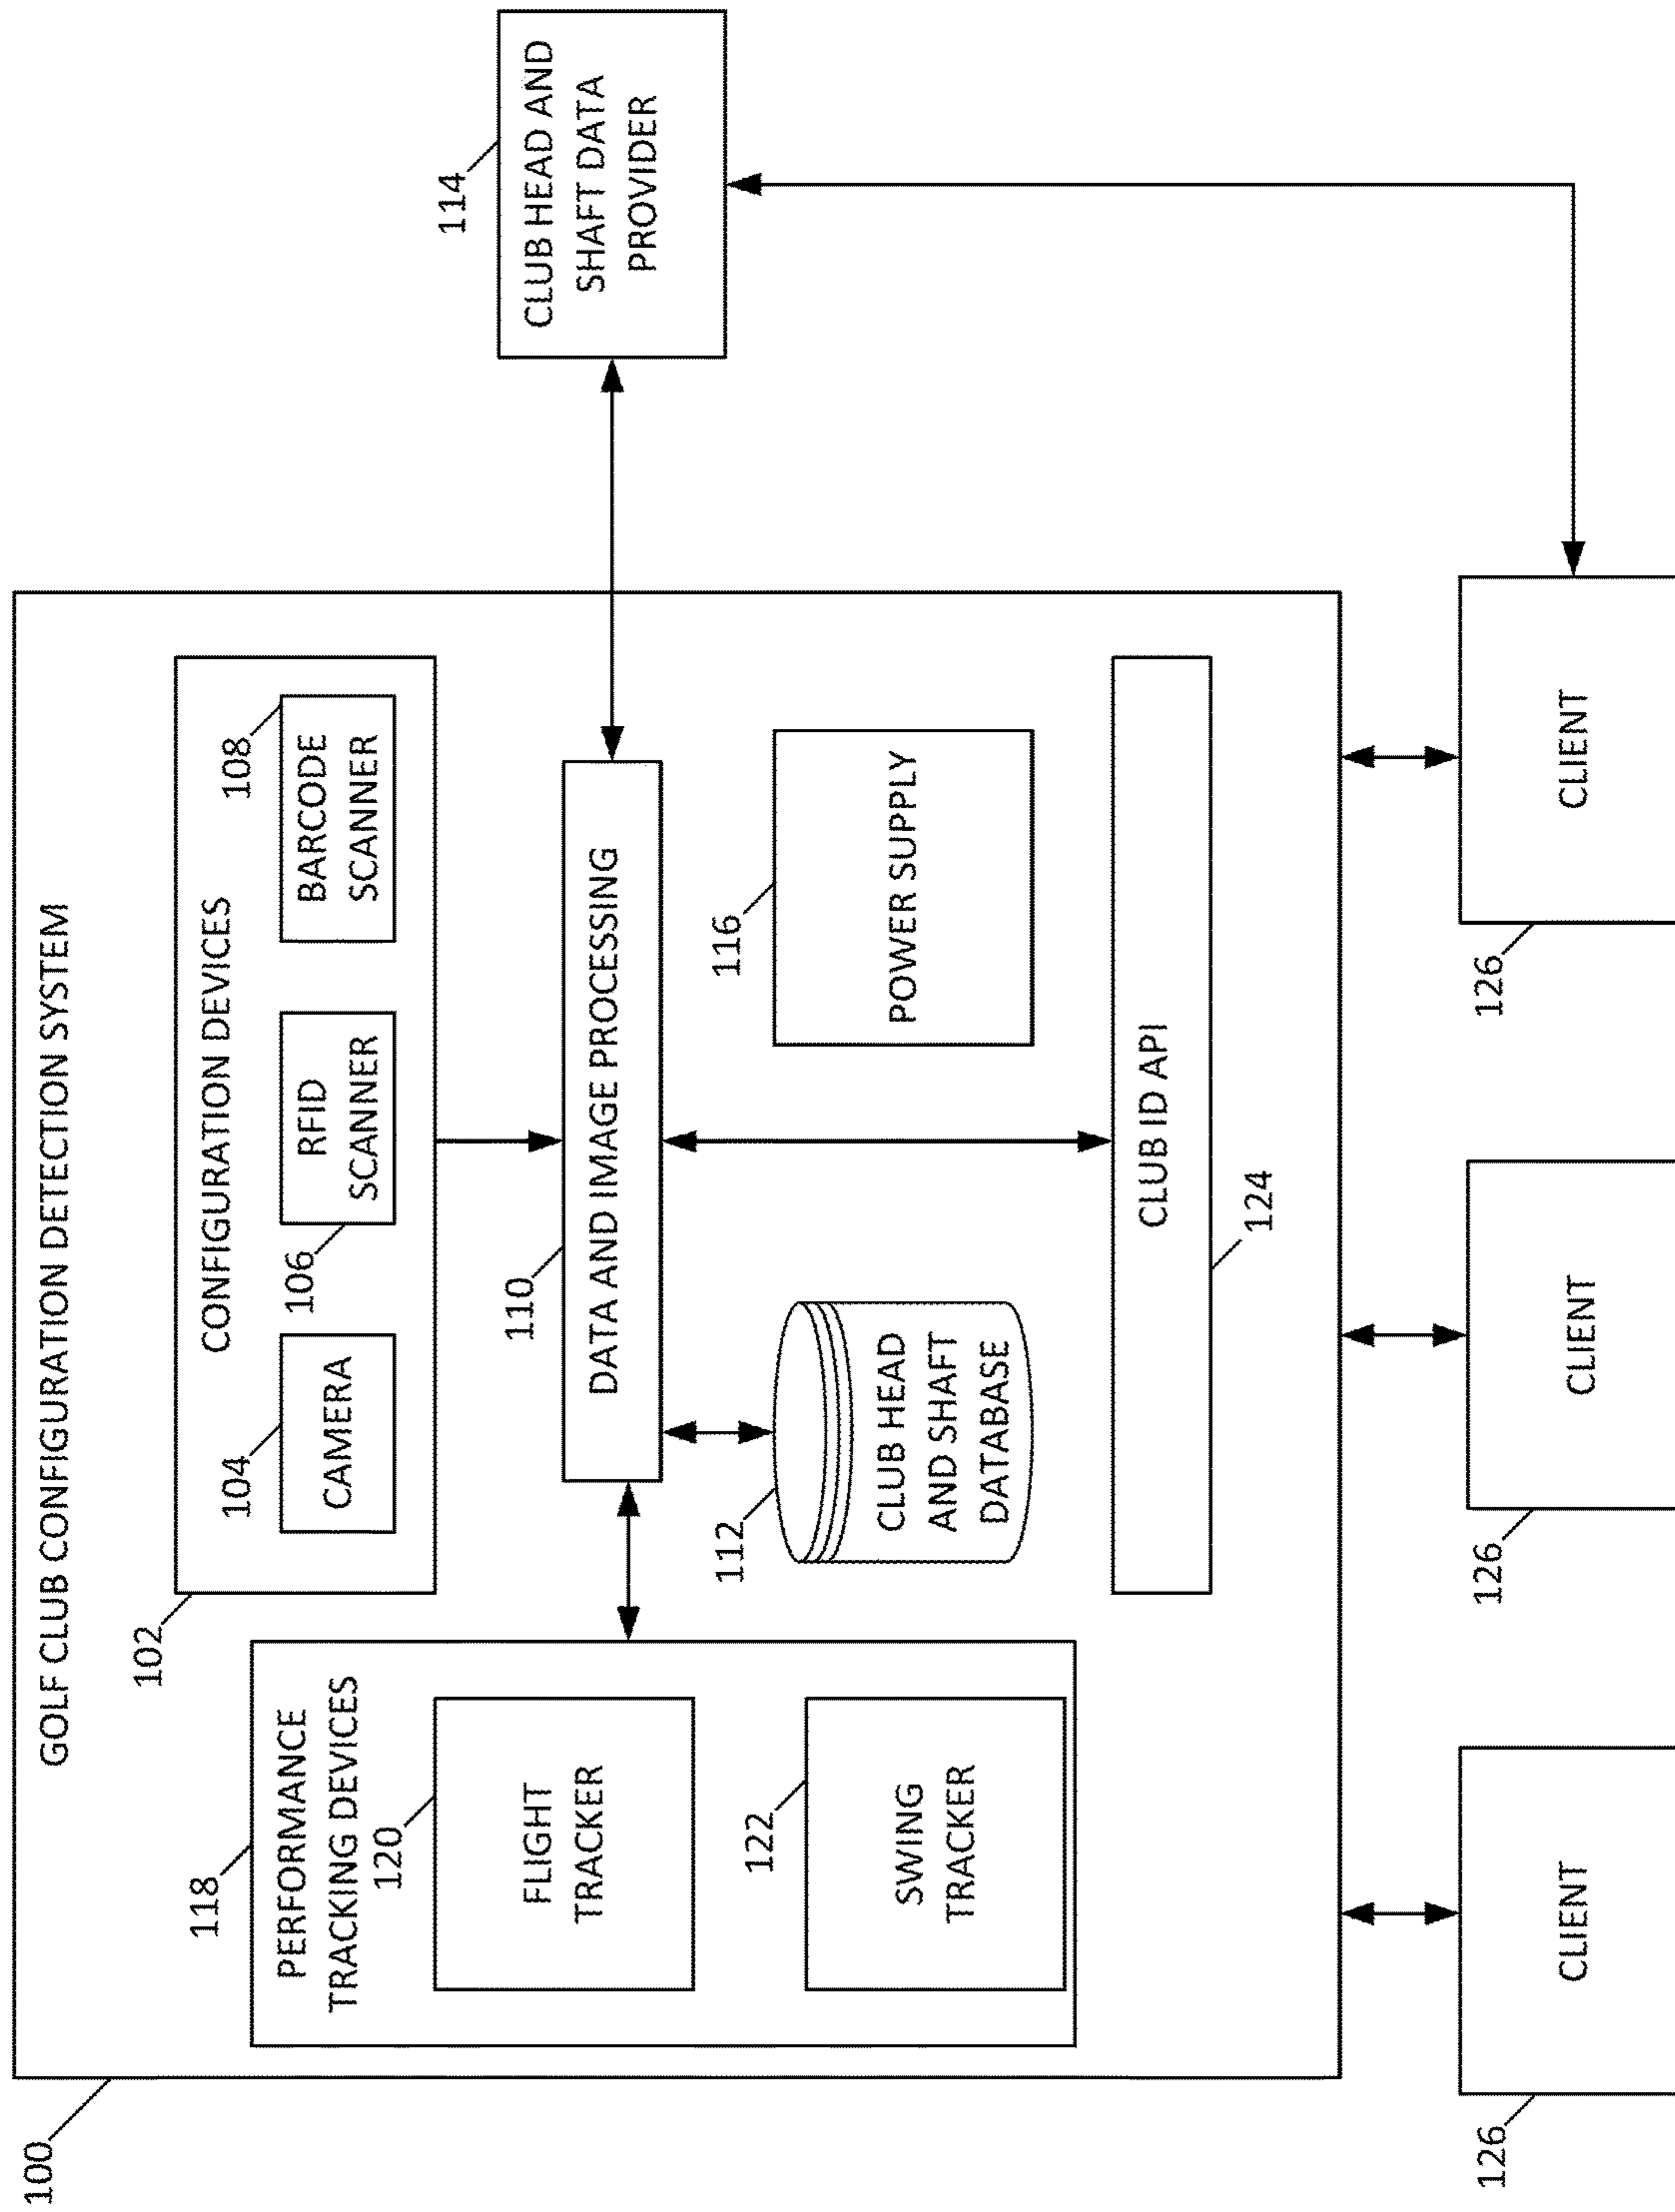 100
GOLF CLUB CONFIGURATION DETECTION SYSTEM
118
PERFORMANCE
TRACKING DEVICES
120
FLIGHT
TRACKER
122
SWING
TRACKER
102
CONFIGURATION DEVICES
104
CAMERA
106
RFID
SCANNER
108
BARCODE
SCANNER
110
DATA AND IMAGE PROCESSING
112
CLUB HEAD
AND SHAFT
DATABASE
116
POWER SUPPLY
CLUB ID API
124
114
CLUB HEAD AND
SHAFT DATA
PROVIDER
CLIENT
126
CLIENT
126
CLIENT
126